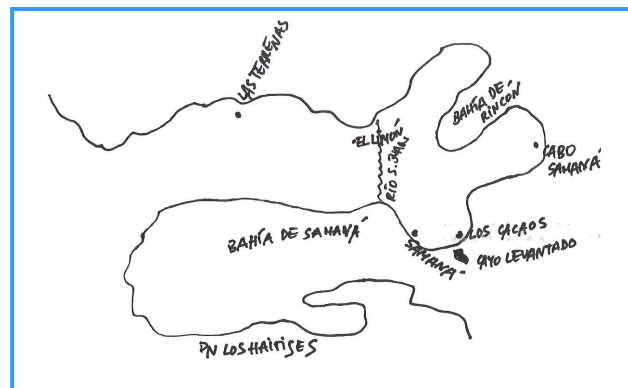 LAS TERRENAS
BAHÍA DE
RINCÓN
EL LIMÓN
RÍO S. JUAN
CABO
SAMANÁ
BAHÍA DE SAMANÁ
SAMANÁ
LOS CACAOS
CAYO LEVANTADO
PN LOS HAITISES